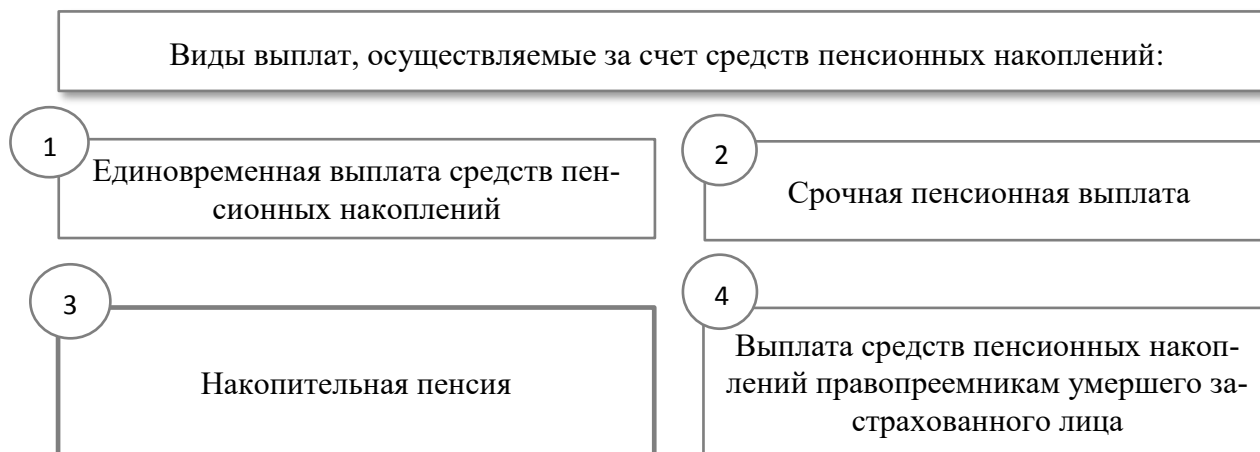 Виды выплат, осуществляемые за счет средств пенсионных накоплений:
1
Единовременная выплата средств пен-
сионных накоплений
2
Срочная пенсионная выплата
3
Накопительная пенсия
4
Выплата средств пенсионных накоп-
лений правопреемникам умершего за-
страхованного лица